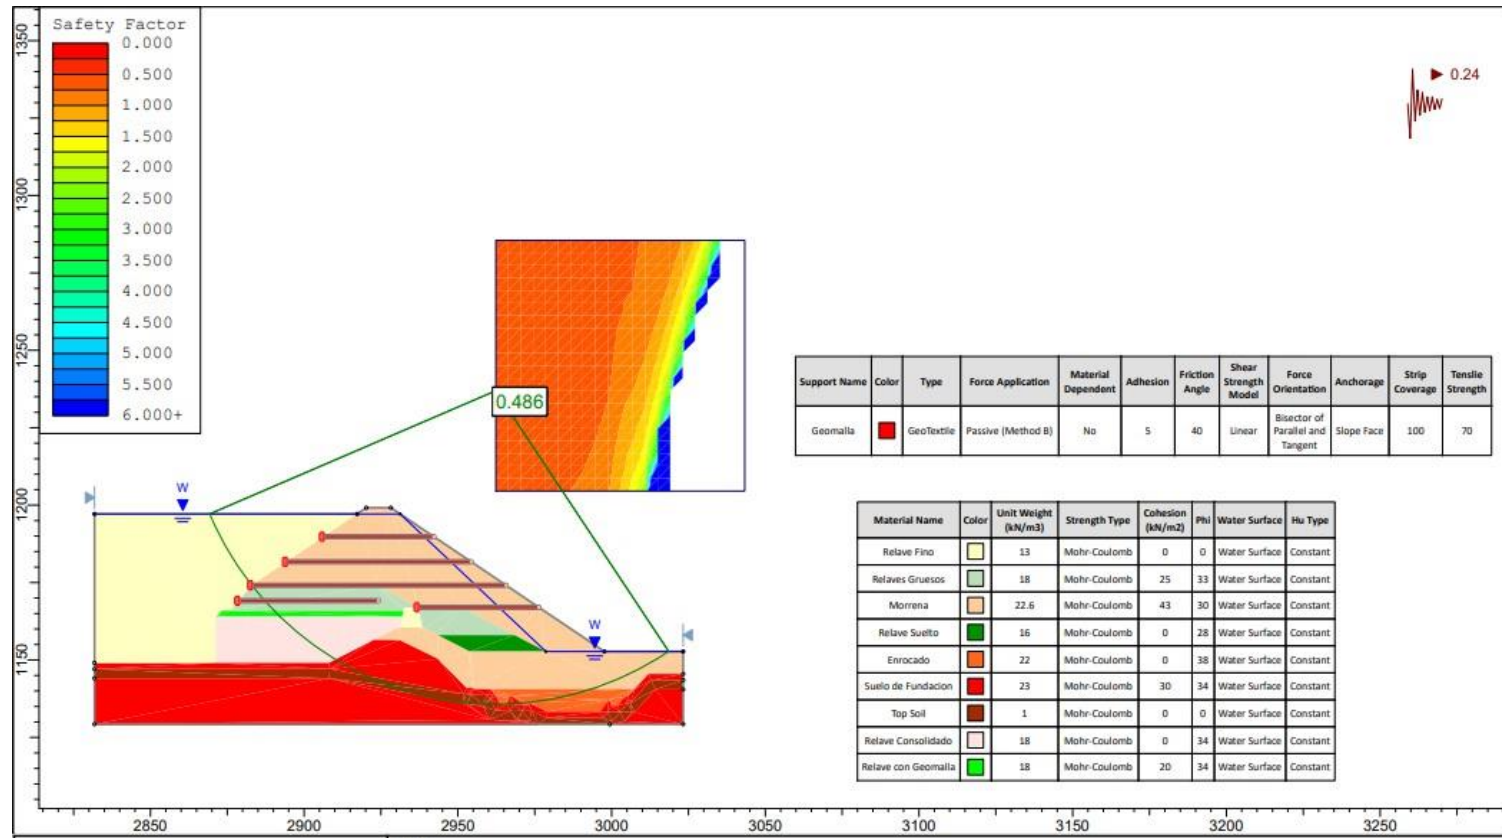 Safety Factor
0.000
0.500
1.000
1.500
2.000
2.500
3.000
3.500
4.000
4.500
5.000
5.500
6.000+
0.24
0.486
W
W
Support Name Color Type Force Application Material Dependent Adhesion Friction Angle Shear Strength Model Force Orientation Anchorage Strip Coverage Tensile Strength
Geomalla GeoTextile Passive (Method B) No 5 40 Linear Bisector of Parallel and Tangent Slope Face 100 70
Material Name Color Unit Weight (kN/m3) Strength Type Cohesion (kN/m2) Phi Water Surface Hu Type
Relave Fino 13 Mohr-Coulomb 0 0 Water Surface Constant
Relaves Gruesos 18 Mohr-Coulomb 25 33 Water Surface Constant
Morrena 22.6 Mohr-Coulomb 43 30 Water Surface Constant
Relave Suelto 16 Mohr-Coulomb 0 28 Water Surface Constant
Enrocado 22 Mohr-Coulomb 0 38 Water Surface Constant
Suelo de Fundacion 23 Mohr-Coulomb 30 34 Water Surface Constant
Top Soil 1 Mohr-Coulomb 0 0 Water Surface Constant
Relave Consolidado 18 Mohr-Coulomb 0 34 Water Surface Constant
Relave con Geomalla 18 Mohr-Coulomb 20 34 Water Surface Constant
1350
1300
1250
1200
1150
2850 2900 2950 3000 3050 3100 3150 3200 3250